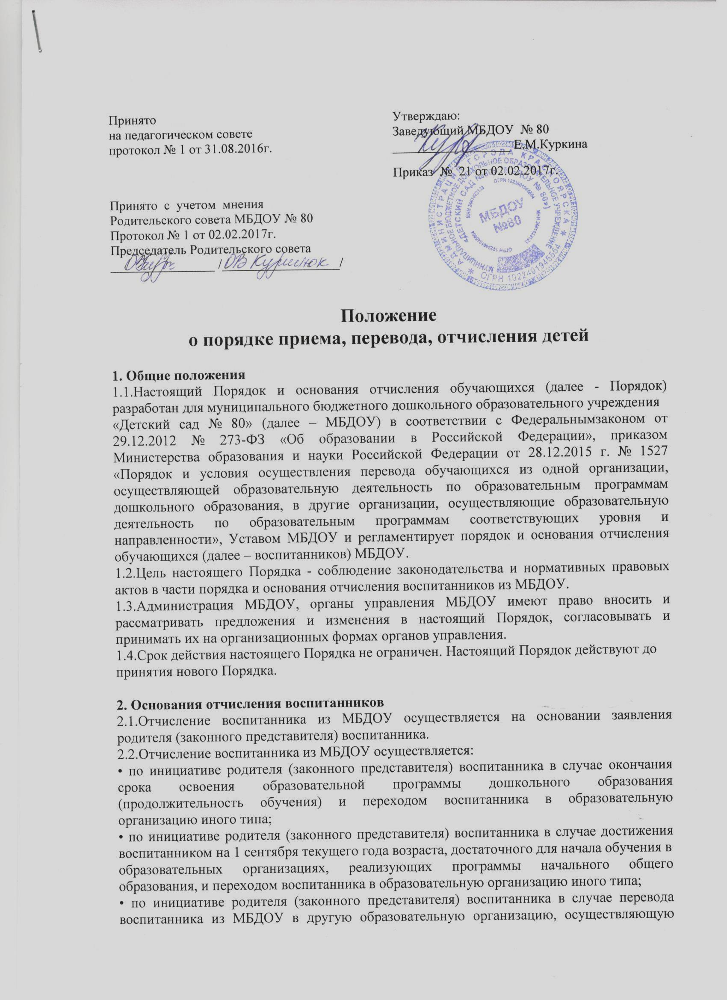 Принято
на педагогическом совете
протокол № 1 от 31.08.2016г.
Утверждаю:
Заведующий МБДОУ № 80
Е.М.Куркина
Приказ № 21 от 02.02.2017г.
Принято с учетом мнения
Родительского совета МБДОУ № 80
Протокол № 1 от 02.02.2017г.
Председатель Родительского совета
/ ОВ /
АДМИНИСТРАЦИЯ ГОРОДА КРАСНОЯРСКА
МУНИЦИПАЛЬНОЕ БЮДЖЕТНОЕ ДОШКОЛЬНОЕ ОБРАЗОВАТЕЛЬНОЕ УЧРЕЖДЕНИЕ
«ДЕТСКИЙ САД № 80» (МБДОУ № 80»)
МБДОУ
№80
ОГРН 1022401945554
Положение
о порядке приема, перевода, отчисления детей
1. Общие положения
1.1.Настоящий Порядок и основания отчисления обучающихся (далее - Порядок)
разработан для муниципального бюджетного дошкольного образовательного учреждения
«Детский сад № 80» (далее – МБДОУ) в соответствии с Федеральнымзаконом от
29.12.2012 № 273-ФЗ «Об образовании в Российской Федерации», приказом
Министерства образования и науки Российской Федерации от 28.12.2015 г. № 1527
«Порядок и условия осуществления перевода обучающихся из одной организации,
осуществляющей образовательную деятельность по образовательным программам
дошкольного образования, в другие организации, осуществляющие образовательную
деятельность по образовательным программам соответствующих уровня и
направленности», Уставом МБДОУ и регламентирует порядок и основания отчисления
обучающихся (далее – воспитанников) МБДОУ.
1.2.Цель настоящего Порядка - соблюдение законодательства и нормативных правовых
актов в части порядка и основания отчисления воспитанников из МБДОУ.
1.3.Администрация МБДОУ, органы управления МБДОУ имеют право вносить и
рассматривать предложения и изменения в настоящий Порядок, согласовывать и
принимать их на организационных формах органов управления.
1.4.Срок действия настоящего Порядка не ограничен. Настоящий Порядок действуют до
принятия нового Порядка.
2. Основания отчисления воспитанников
2.1.Отчисление воспитанника из МБДОУ осуществляется на основании заявления
родителя (законного представителя) воспитанника.
2.2.Отчисление воспитанника из МБДОУ осуществляется:
• по инициативе родителя (законного представителя) воспитанника в случае окончания
срока освоения образовательной программы дошкольного образования
(продолжительность обучения) и переходом воспитанника в образовательную
организацию иного типа;
• по инициативе родителя (законного представителя) воспитанника в случае достижения
воспитанником на 1 сентября текущего года возраста, достаточного для начала обучения в
образовательных организациях, реализующих программы начального общего
образования, и переходом воспитанника в образовательную организацию иного типа;
• по инициативе родителя (законного представителя) воспитанника в случае перевода
воспитанника из МБДОУ в другую образовательную организацию, осуществляющую